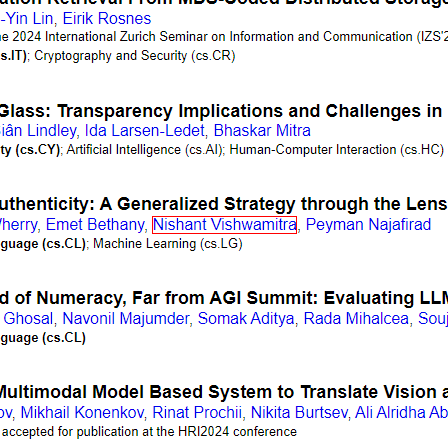 -Yin Lin, Eirik Rosnes
e 2024 International Zurich Seminar on Information and Communication (IZS'2
s.IT); Cryptography and Security (cs.CR)
Glass: Transparency Implications and Challenges in
Siân Lindley, Ida Larsen-Ledet, Bhaskar Mitra
ty (cs.CY); Artificial Intelligence (cs.AI); Human-Computer Interaction (cs.HC)
uthenticity: A Generalized Strategy through the Lens
herry, Emet Bethany, Nishant Vishwamitra, Peyman Najafirad
guage (cs.CL); Machine Learning (cs.LG)
d of Numeracy, Far from AGI Summit: Evaluating LLM
Ghosal, Navonil Majumder, Somak Aditya, Rada Mihalcea, Souj
guage (cs.CL)
Multimodal Model Based System to Translate Vision a
ov, Mikhail Konenkov, Rinat Prochii, Nikita Burtsev, Ali Alridha Ab
accepted for publication at the HRI2024 conference